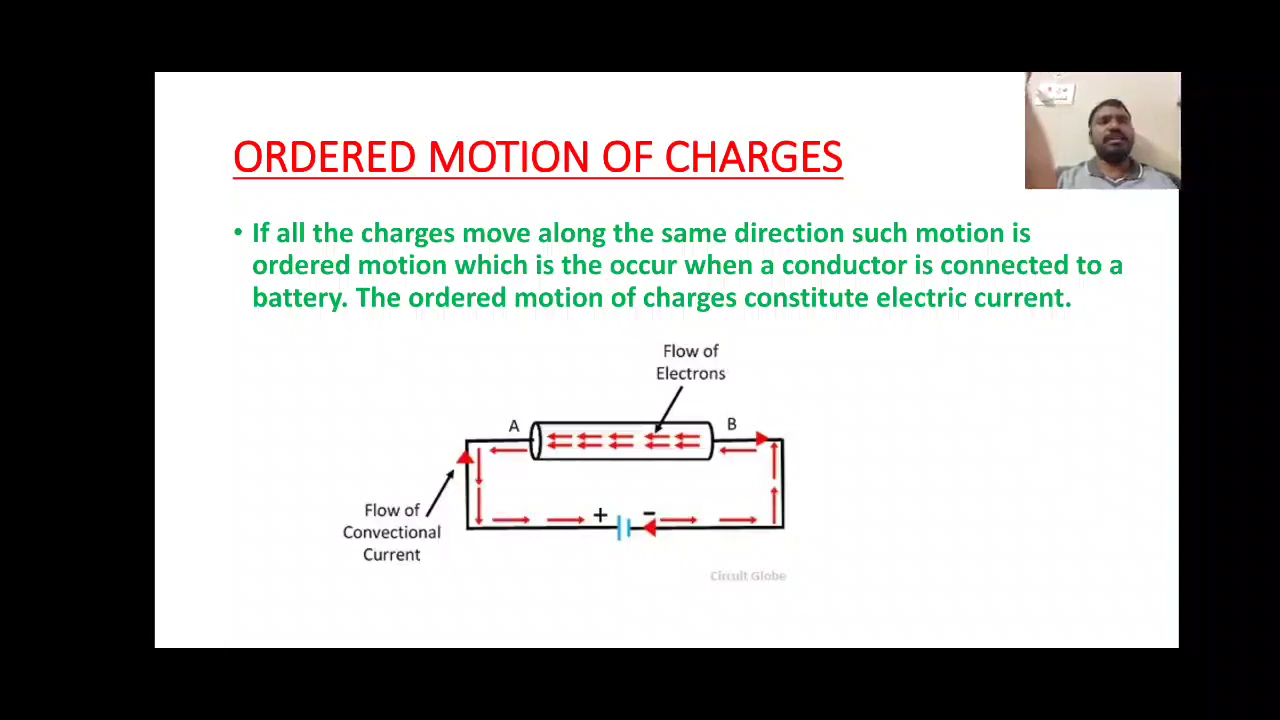 ORDERED MOTION OF CHARGES
• If all the charges move along the same direction such motion is
ordered motion which is the occur when a conductor is connected to a
battery. The ordered motion of charges constitute electric current.
Flow of
Electrons
A
B
+
-
Flow of
Convectional
Current
Circuit Globe